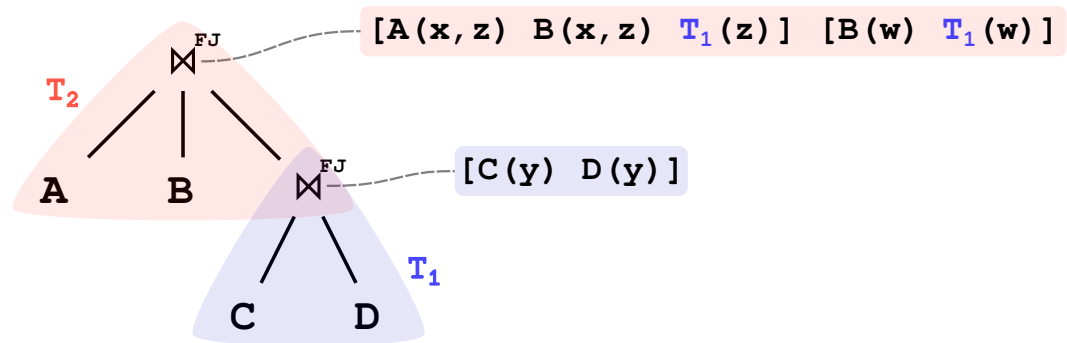 [A(x,z) B(x,z) T₁(z)] [B(w) T₁(w)]
⋈FJ
T₂
A B
[C(y) D(y)]
⋈FJ
T₁
C D